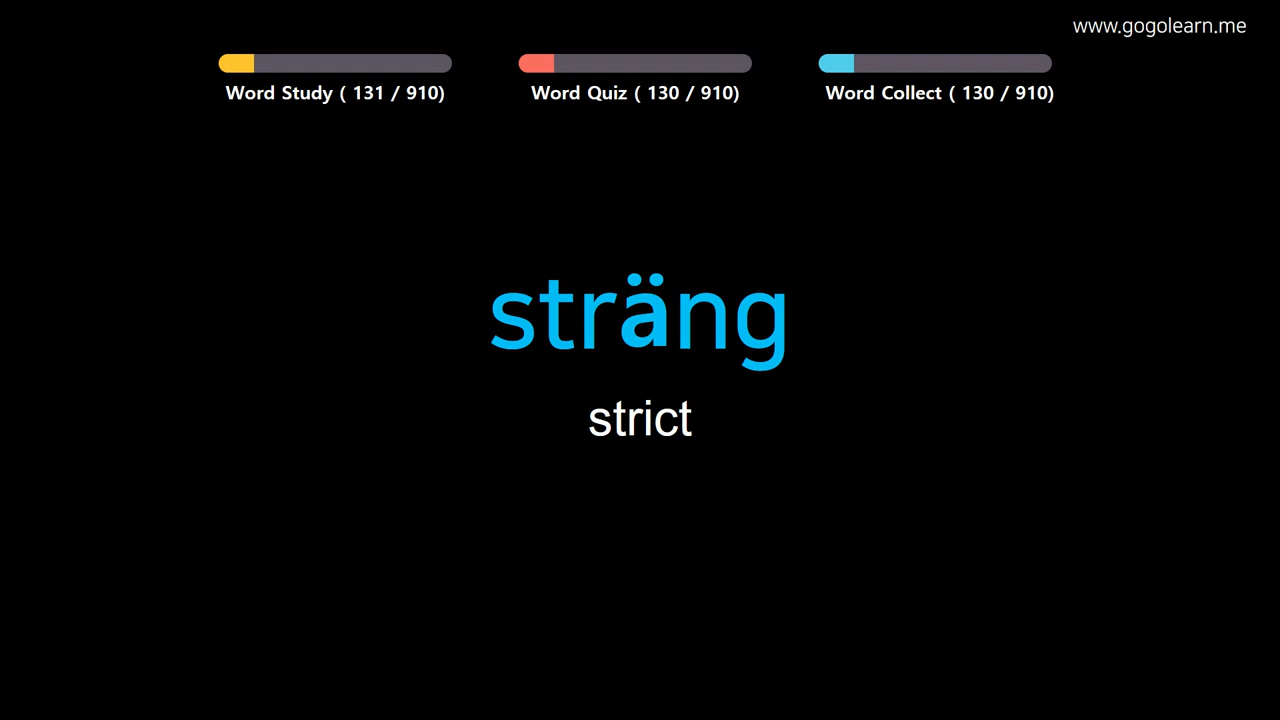 www.gogolearn.me
Word Study ( 131 / 910)
Word Quiz ( 130 / 910)
Word Collect ( 130 / 910)
sträng
strict